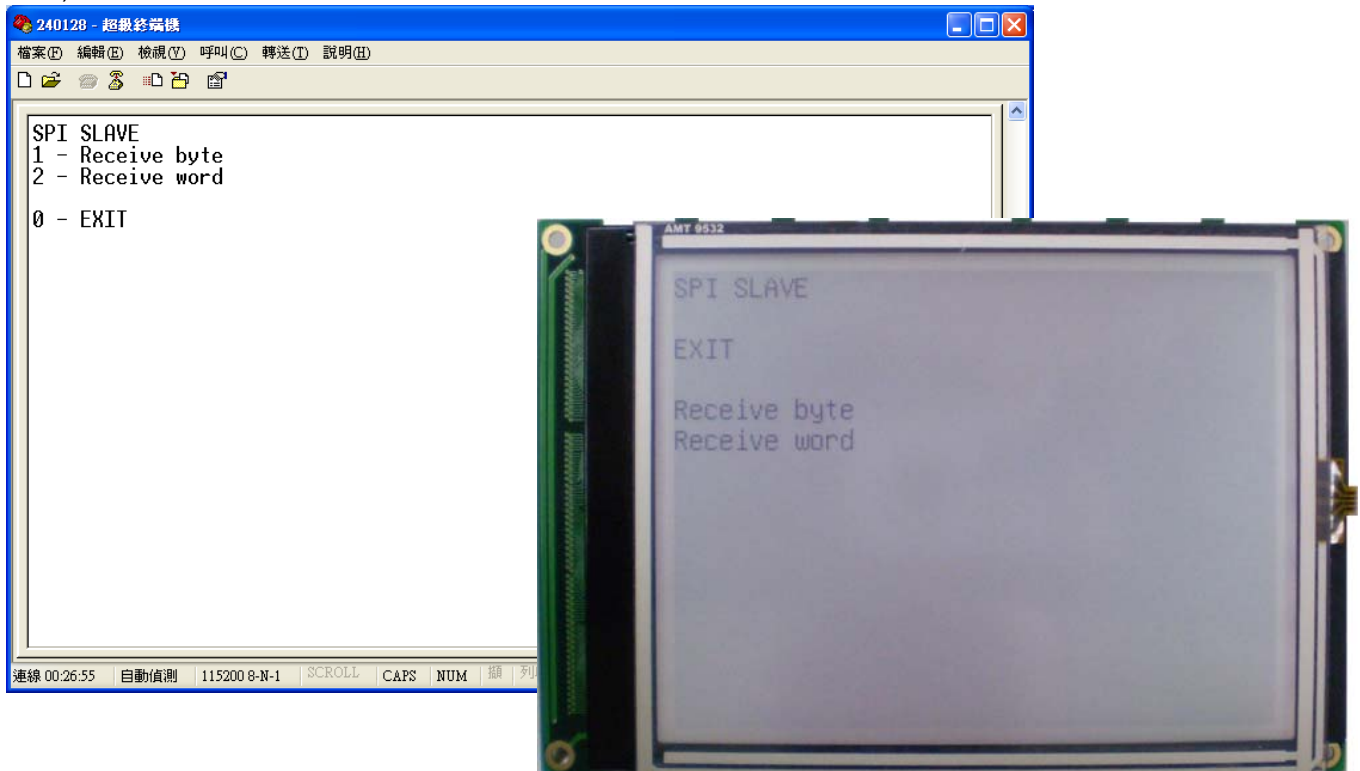 240128 - 超級終端機
檔案(F) 編輯(E) 檢視(V) 呼叫(C) 轉送(T) 說明(H)
SPI SLAVE
1 - Receive byte
2 - Receive word
0 - EXIT
連線 00:26:55 自動偵測 115200 8-N-1 SCROLL CAPS NUM 擷
AMT 9532
SPI SLAVE
EXIT
Receive byte
Receive word